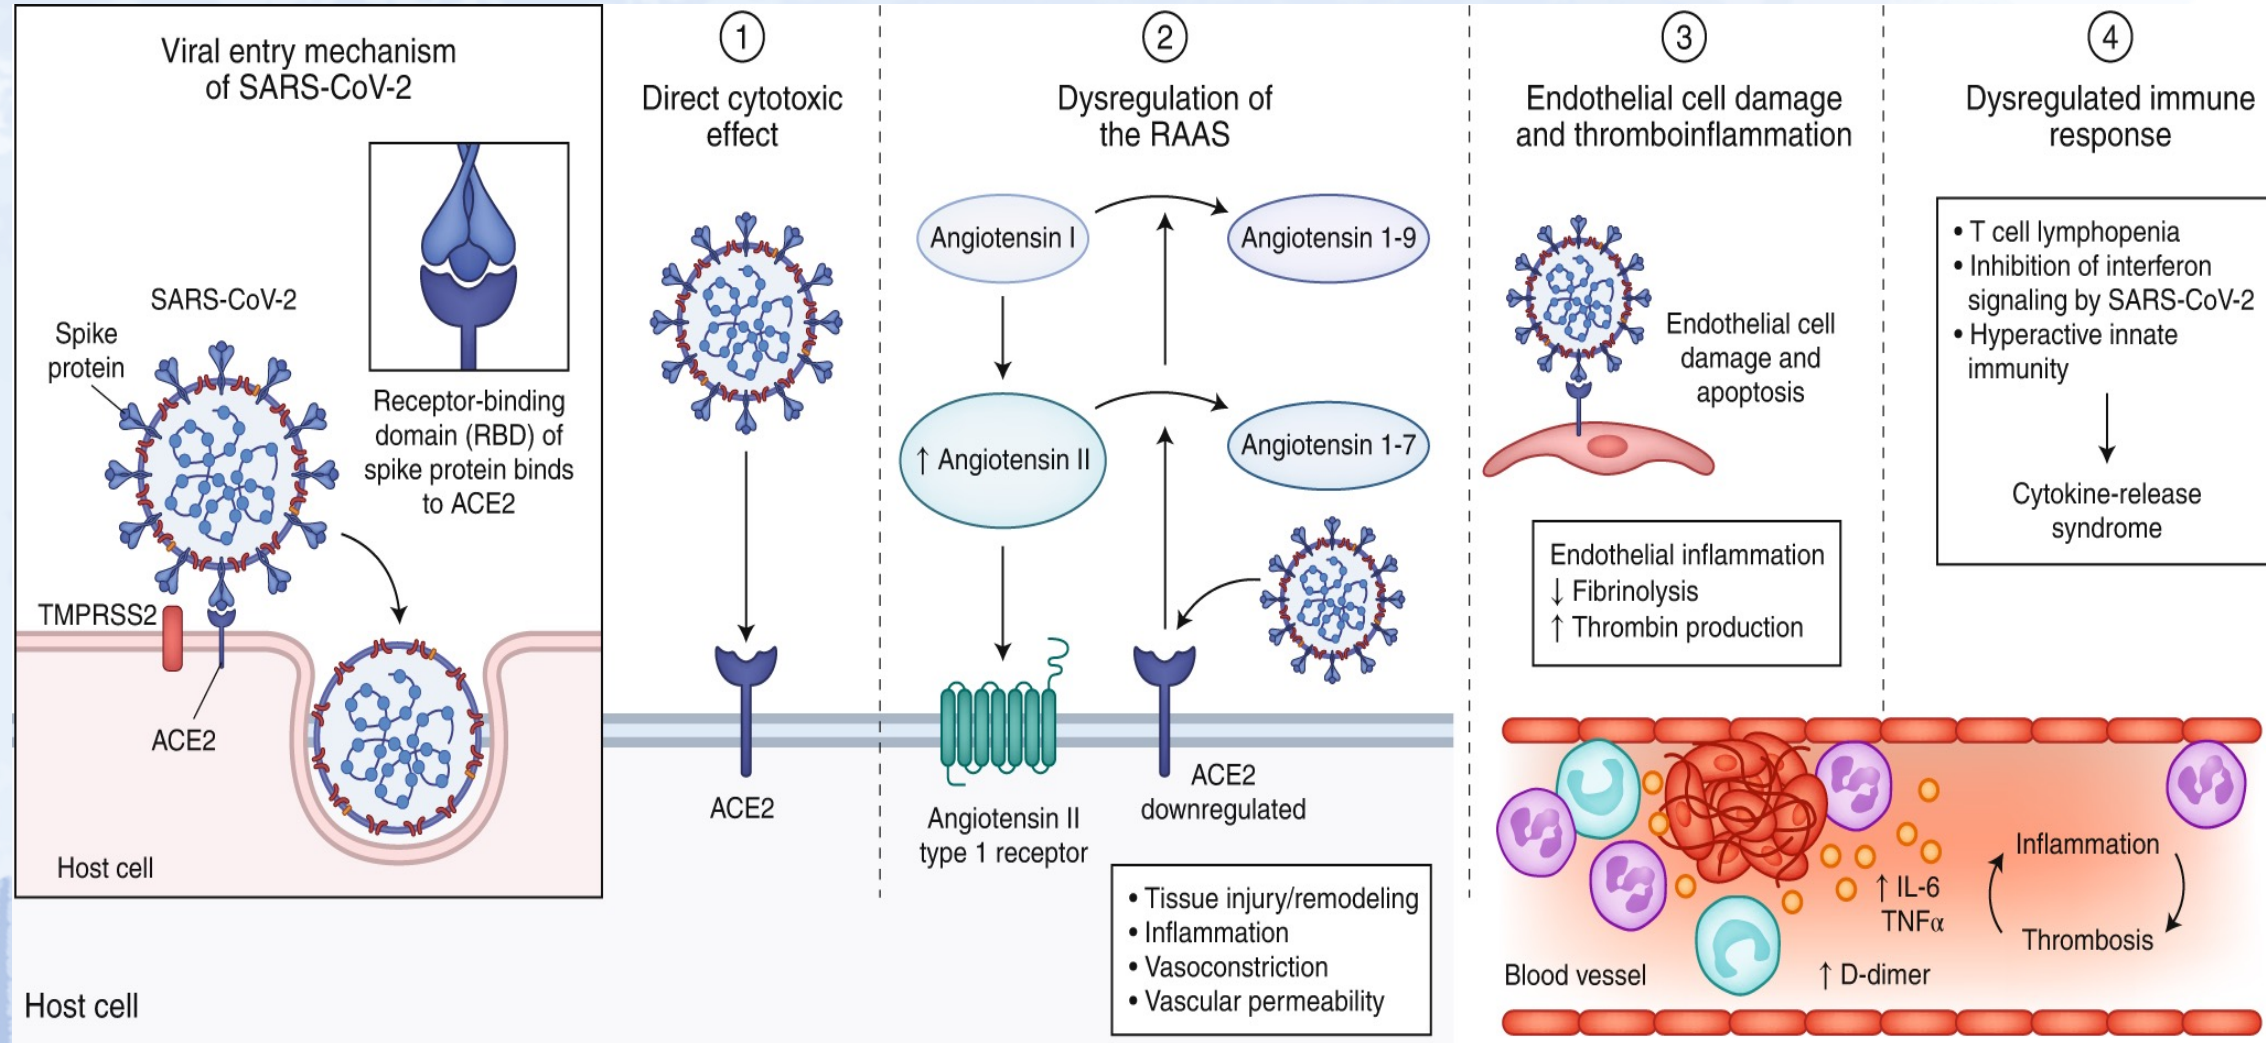 Viral entry mechanism
of SARS-CoV-2
SARS-CoV-2
Spike
protein
Receptor-binding
domain (RBD) of
spike protein binds
to ACE2
TMPRSS2
ACE2
Host cell
1
Direct cytotoxic
effect
ACE2
Host cell
2
Dysregulation of
the RAAS
Angiotensin I
Angiotensin 1-9
↑ Angiotensin II
Angiotensin 1-7
Angiotensin II
type 1 receptor
ACE2
downregulated
• Tissue injury/remodeling
• Inflammation
• Vasoconstriction
• Vascular permeability
3
Endothelial cell damage
and thromboinflammation
Endothelial cell
damage and
apoptosis
Endothelial inflammation
↓ Fibrinolysis
↑ Thrombin production
4
Dysregulated immune
response
• T cell lymphopenia
• Inhibition of interferon
signaling by SARS-CoV-2
• Hyperactive innate
immunity
Cytokine-release
syndrome
↑ IL-6
TNFα
↑ D-dimer
Inflammation
Thrombosis
Blood vessel